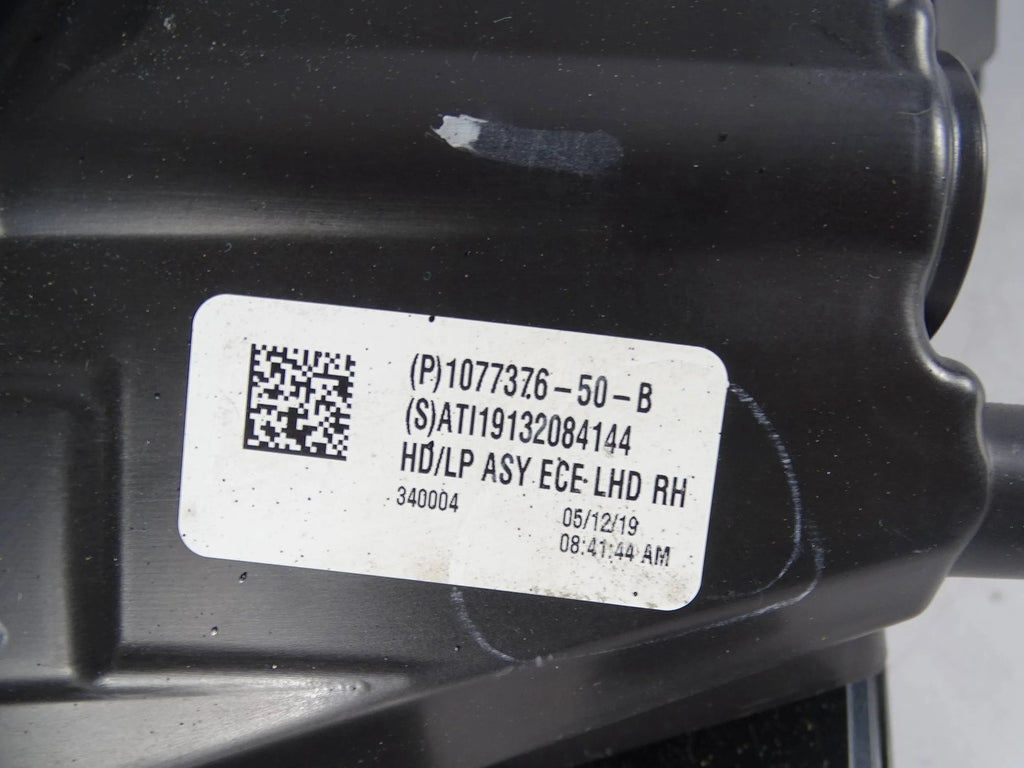 (P)1077376-50-B
(S)ATI19132084144
HD/LP ASY ECE LHD RH
340004
05/12/19
08:41:44 AM